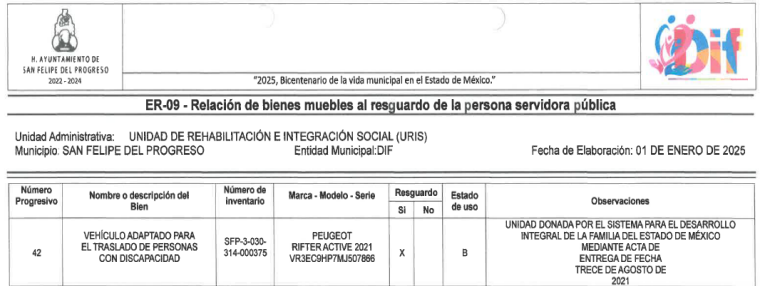 H. AYUNTAMIENTO DE
SAN FELIPE DEL PROGRESO
2022 - 2024
Dif
"2025, Bicentenario de la vida municipal en el Estado de México."
ER-09 - Relación de bienes muebles al resguardo de la persona servidora pública
Unidad Administrativa: UNIDAD DE REHABILITACIÓN E INTEGRACIÓN SOCIAL (URIS)
Municipio. SAN FELIPE DEL PROGRESO Entidad Municipal:DIF Fecha de Elaboración: 01 DE ENERO DE 2025
Número Progresivo Nombre o descripción del Bien Número de inventario Marca - Modelo - Serie Resguardo Si No Estado de uso Observaciones
42
VEHÍCULO ADAPTADO PARA
EL TRASLADO DE PERSONAS
CON DISCAPACIDAD
SFP-3-030-
314-000375
PEUGEOT
RIFTER ACTIVE 2021
VR3EC9HP7MJ507866
X
B
UNIDAD DONADA POR EL SISTEMA PARA EL DESARROLLO
INTEGRAL DE LA FAMILIA DEL ESTADO DE MÉXICO
MEDIANTE ACTA DE
ENTREGA DE FECHA
TRECE DE AGOSTO DE
2021